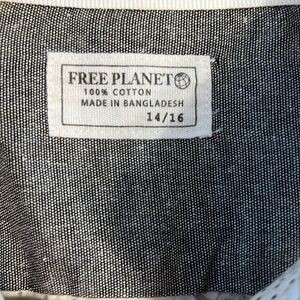 FREE PLANET
100% COTTON
MADE IN BANGLADESH
14/16